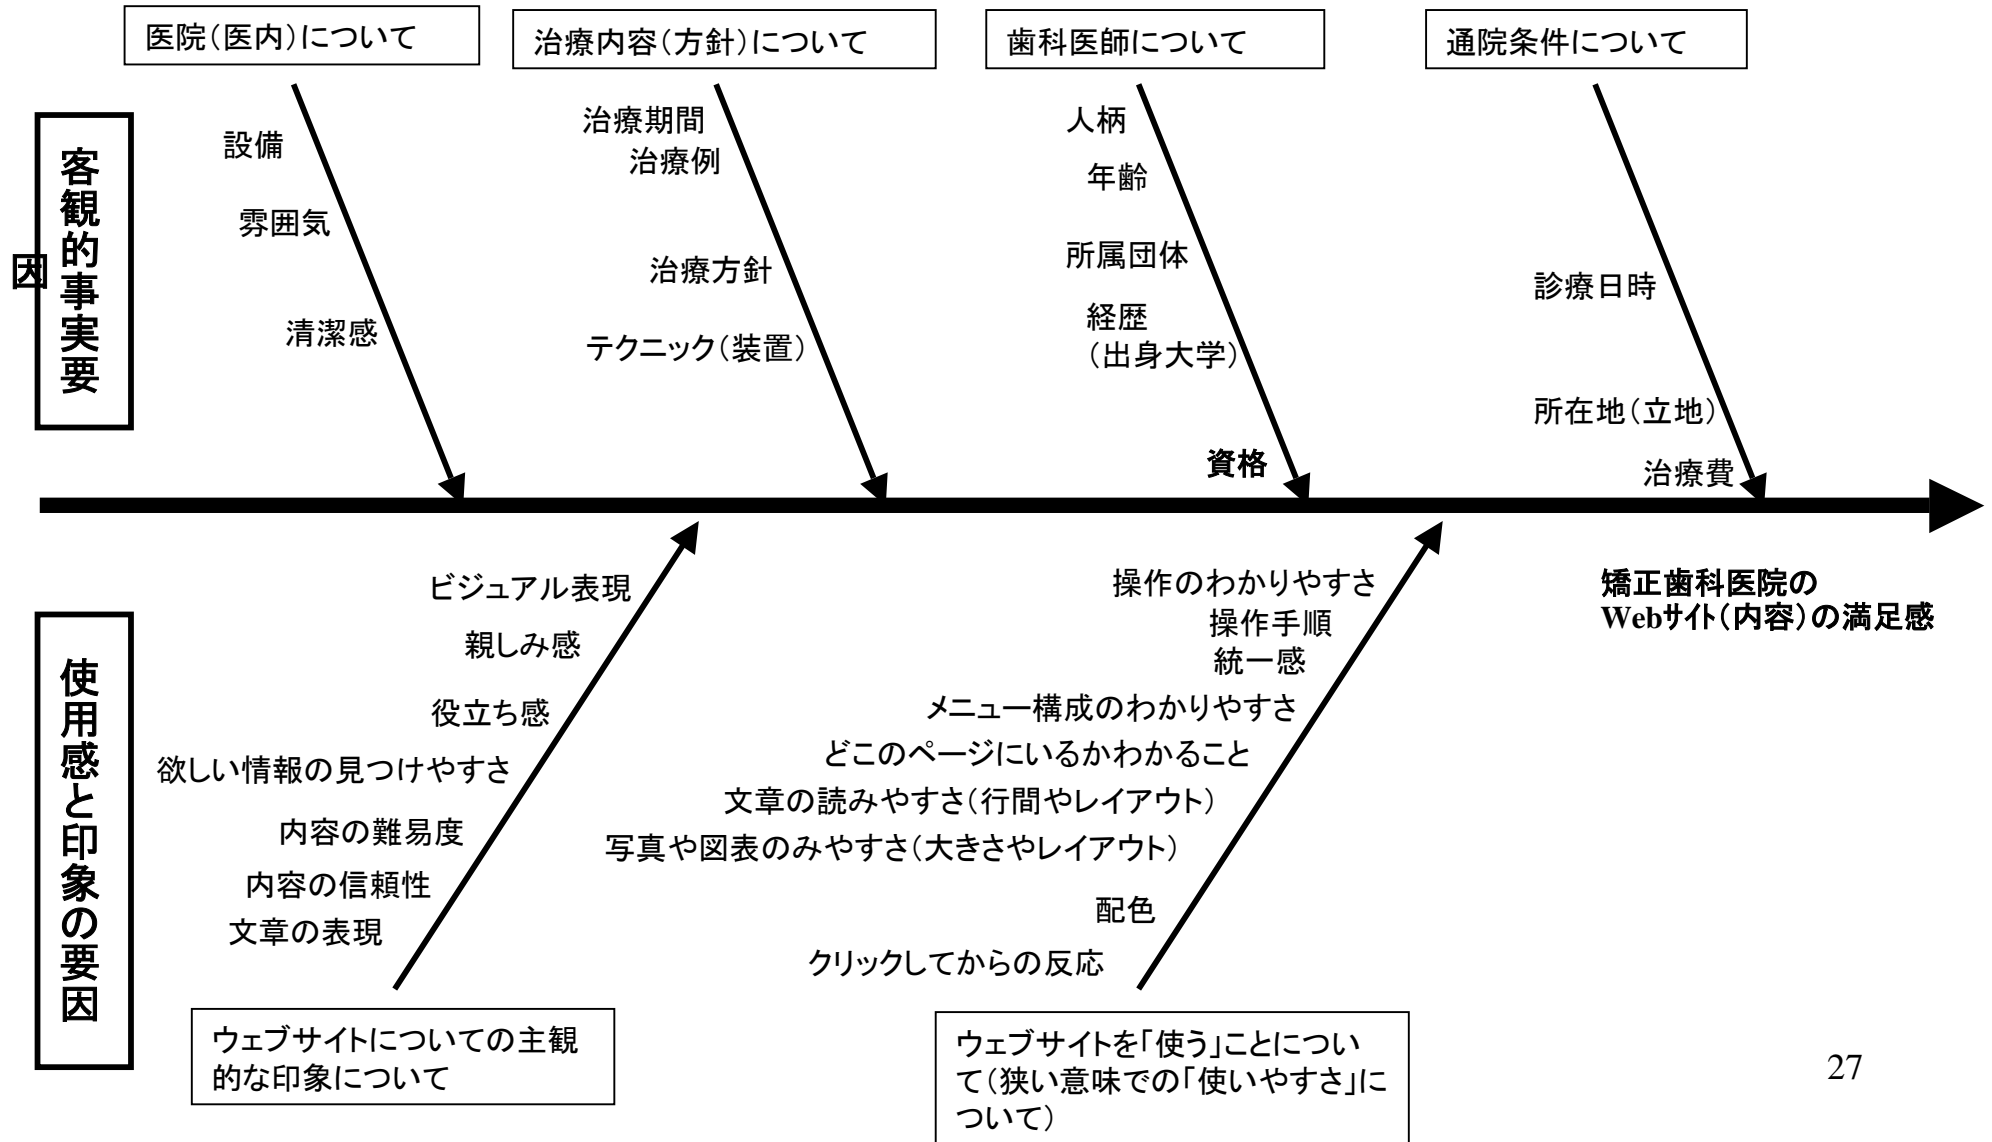 医院（医内）について
治療内容（方針）について
歯科医師について
通院条件について
客観的事実要
因
設備
雰囲気
清潔感
治療期間
治療例
治療方針
テクニック（装置）
人柄
年齢
所属団体
経歴
（出身大学）
資格
診療日時
所在地（立地）
治療費
矯正歯科医院の
Webサイト（内容）の満足感
使用感と印象の要因
ビジュアル表現
親しみ感
役立ち感
欲しい情報の見つけやすさ
内容の難易度
内容の信頼性
文章の表現
操作のわかりやすさ
操作手順
統一感
メニュー構成のわかりやすさ
どこのページにいるかわかること
文章の読みやすさ（行間やレイアウト）
写真や図表のみやすさ（大きさやレイアウト）
配色
クリックしてからの反応
ウェブサイトについての主観
的な印象について
ウェブサイトを「使う」ことについ
て（狭い意味での「使いやすさ」に
ついて）
27